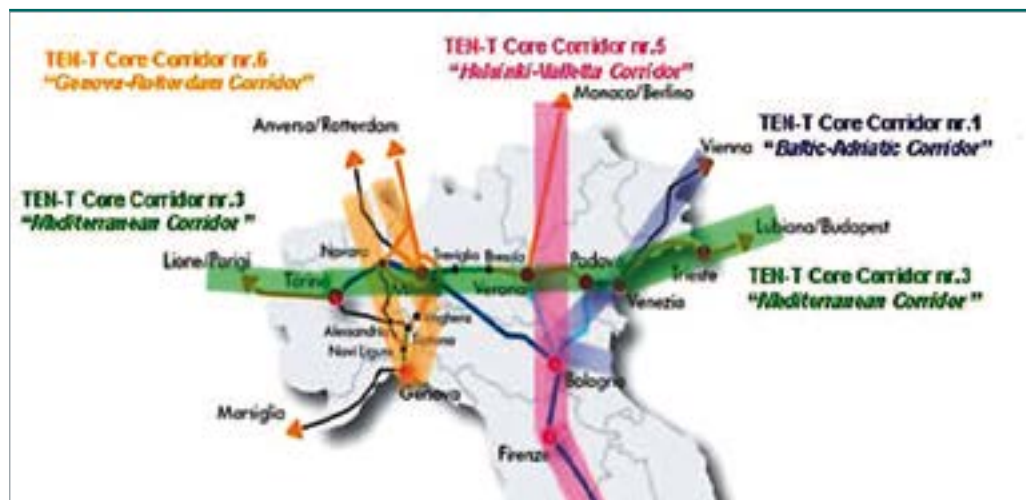 TEN-T Core Corridor nr.6
"Genova-Rotterdam Corridor"
TEN-T Core Corridor nr.5
"Helsinki-Valletta Corridor"
Monaco/Berlino
Anversa/Rotterdam
TEN-T Core Corridor nr.1
"Baltic-Adriatic Corridor"
Vienna
TEN-T Core Corridor nr.3
"Mediterranean Corridor"
Lubiana/Budapest
Lione/Parigi
Novara
Treviglio
Brescia
Padova
Torino
Verona
Trieste
Venezia
TEN-T Core Corridor nr.3
"Mediterranean Corridor"
Voghera
Alessandria
Tortona
Novi Ligure
Bologna
Genova
Marsiglia
Firenze